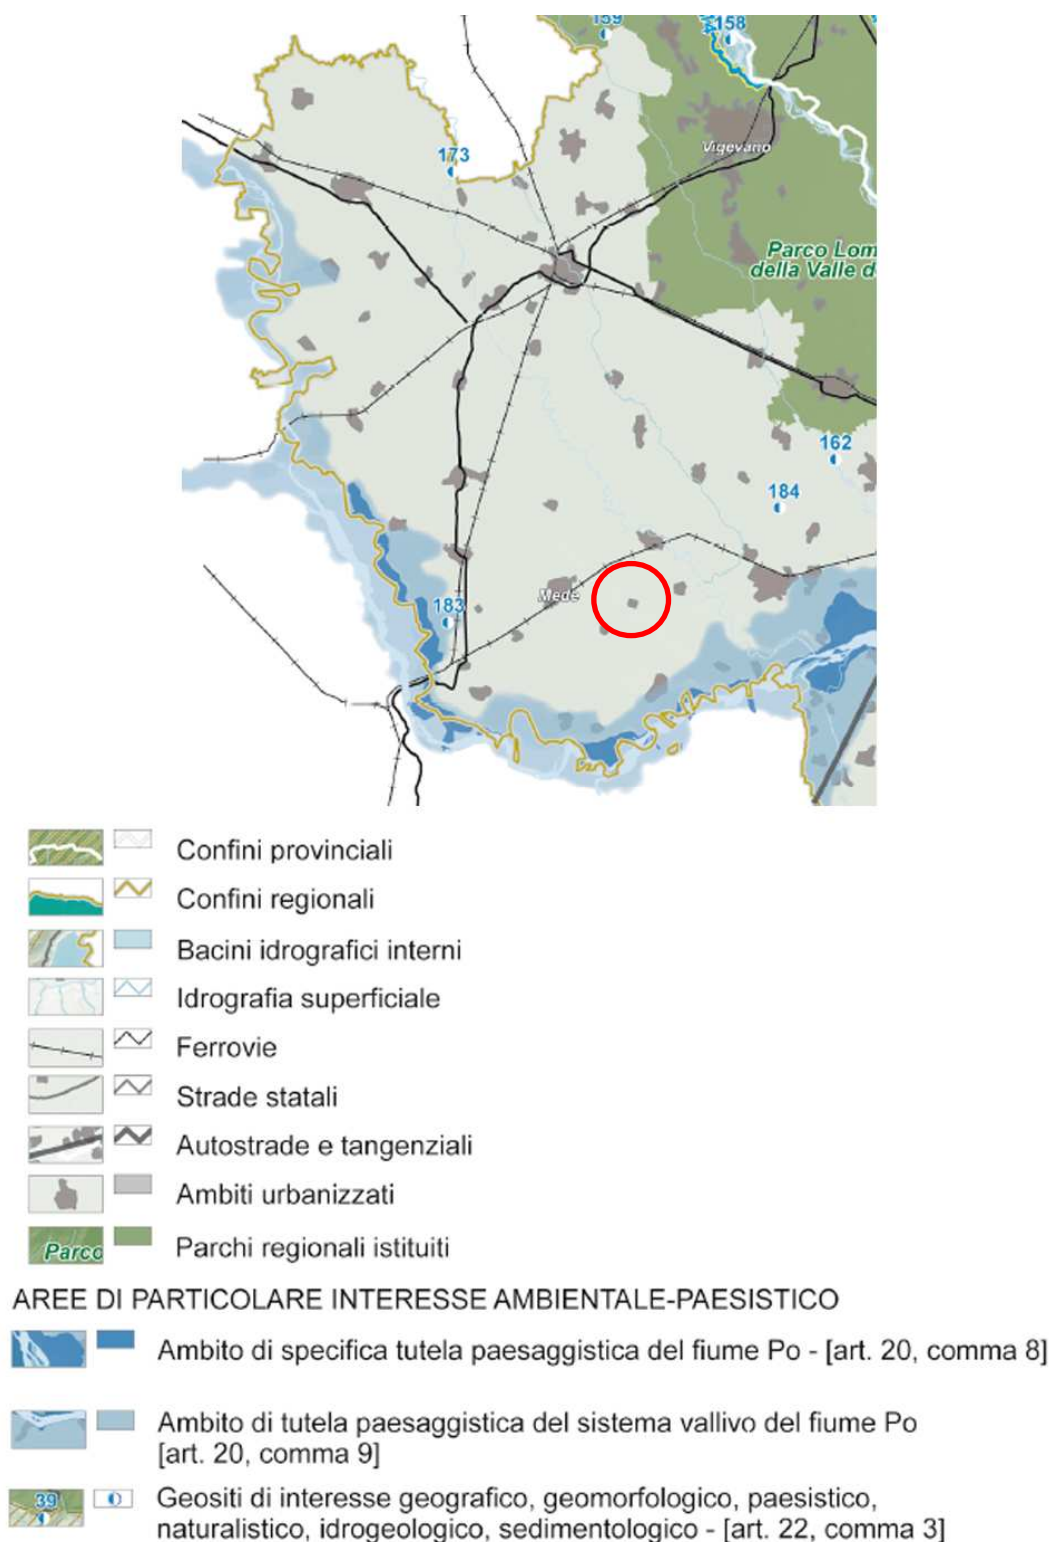 159
158
Vigevano
173
Parco Lom
della Valle d
162
184
Mede
183
Confini provinciali
Confini regionali
Bacini idrografici interni
Idrografia superficiale
Ferrovie
Strade statali
Autostrade e tangenziali
Ambiti urbanizzati
Parco
Parchi regionali istituiti
AREE DI PARTICOLARE INTERESSE AMBIENTALE-PAESISTICO
Ambito di specifica tutela paesaggistica del fiume Po - [art. 20, comma 8]
Ambito di tutela paesaggistica del sistema vallivo del fiume Po
[art. 20, comma 9]
39
Geositi di interesse geografico, geomorfologico, paesistico,
naturalistico, idrogeologico, sedimentologico - [art. 22, comma 3]